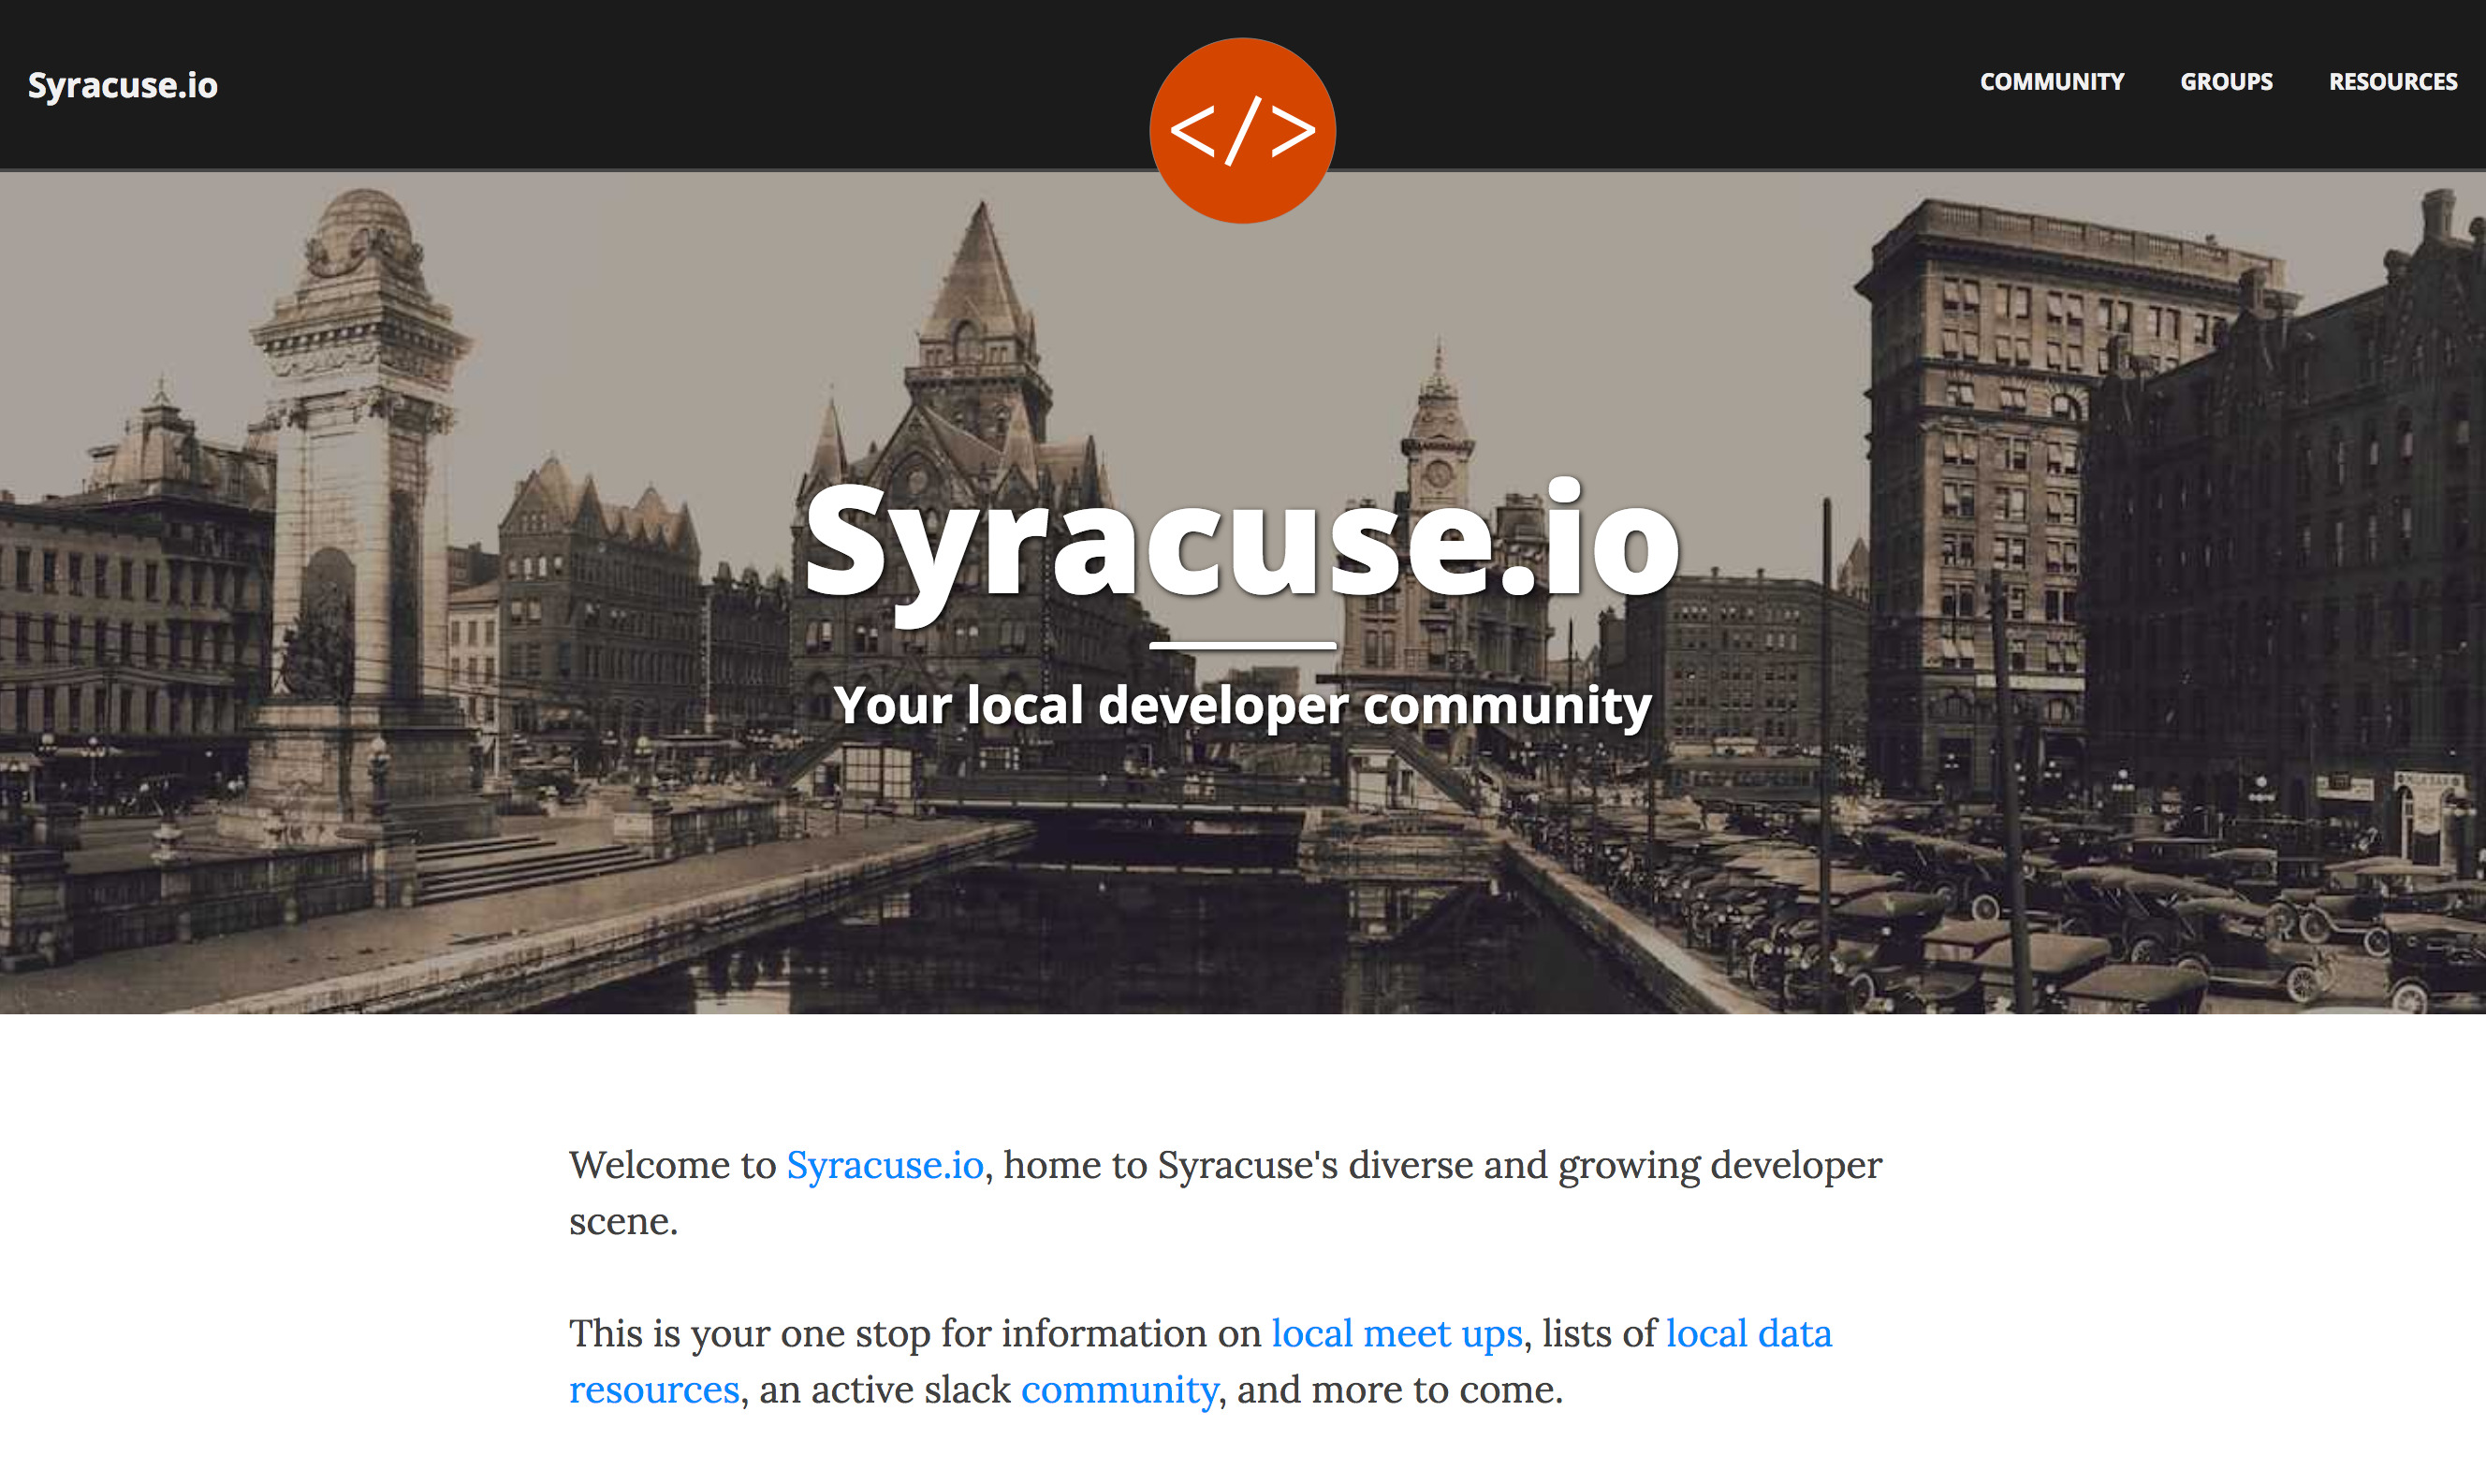 Syracuse.io
</>
COMMUNITY GROUPS RESOURCES
Syracuse.io
Your local developer community
Welcome to Syracuse.io, home to Syracuse's diverse and growing developer
scene.
This is your one stop for information on local meet ups, lists of local data
resources, an active slack community, and more to come.